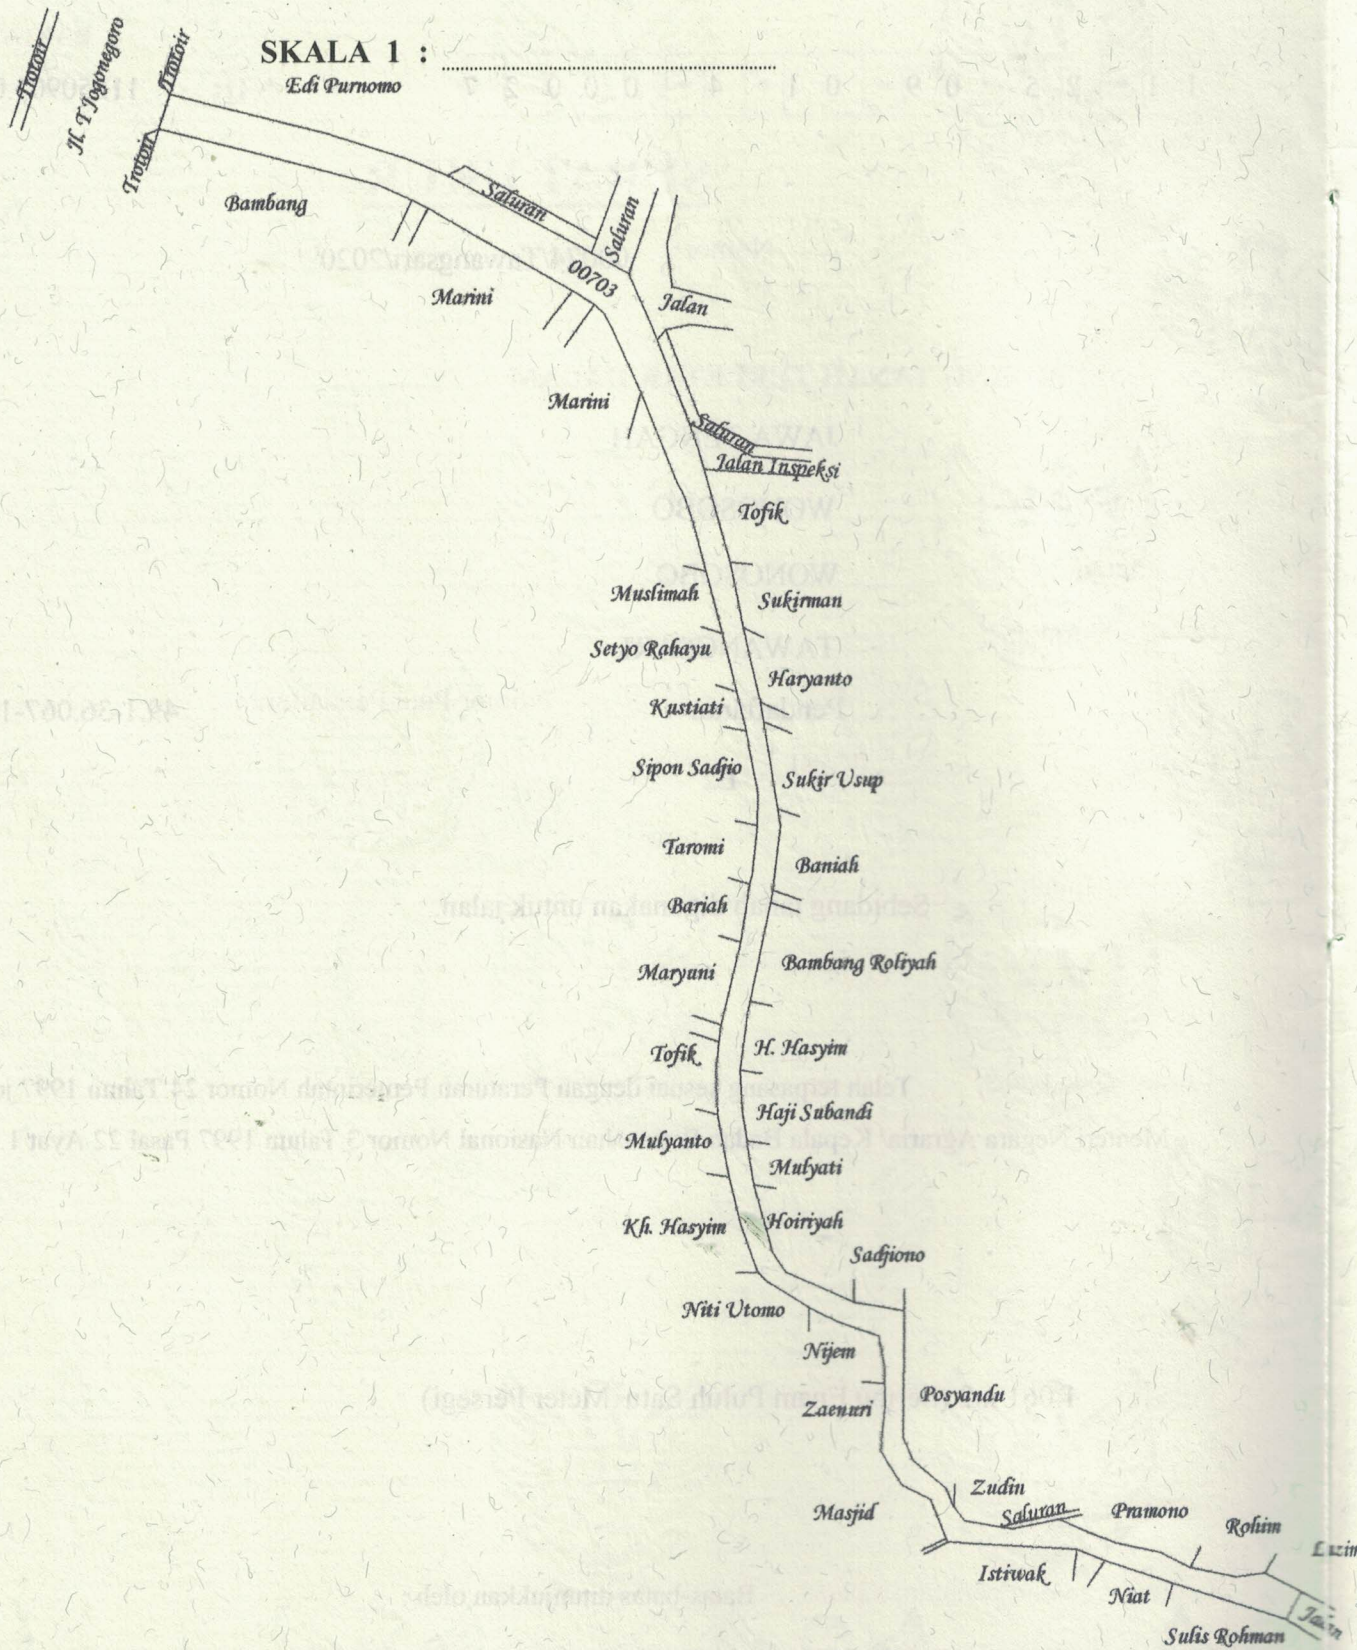 SKALA 1 : ........................................
Edi Purnomo
Trotoir
Jl. T Jogonegoro
Trotoir
Trotoir
Bambang
Saluran
Saluran
00703
Marini
Jalan
Marini
Saluran
Jalan Inspeksi
Tofik
Muslimah
Sukirman
Setyo Rahayu
Haryanto
Kustiati
Sipon Sadjio
Sukir Usup
Taromi
Baniah
Bariah
Bambang Roliyah
Maryuni
H. Hasyim
Tofik
Haji Subandi
Mulyanto
Mulyati
Hoiriyah
Kh. Hasyim
Sadjiono
Niti Utomo
Nijem
Posyandu
Zaenuri
Zudin
Saluran
Pramono
Masjid
Rohim
Istiwak
Niat
Jalan
Sulis Rohman